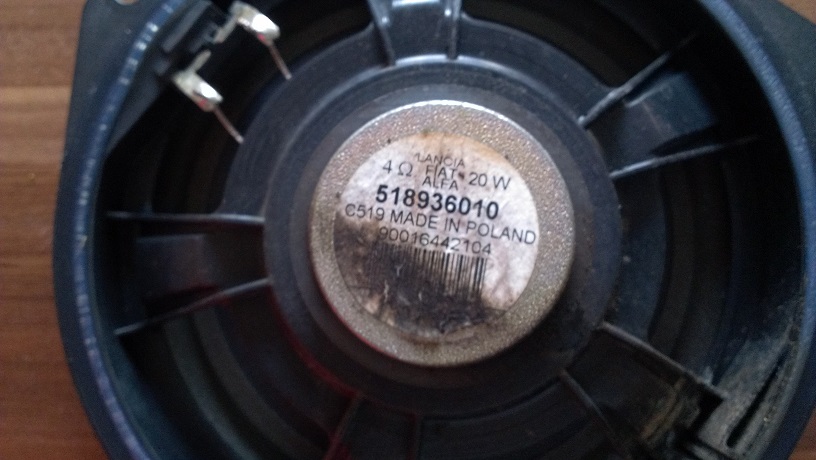 LANCIA
4 Ω FIAT 20 W
ALFA
518936010
C519 MADE IN POLAND
90016442104